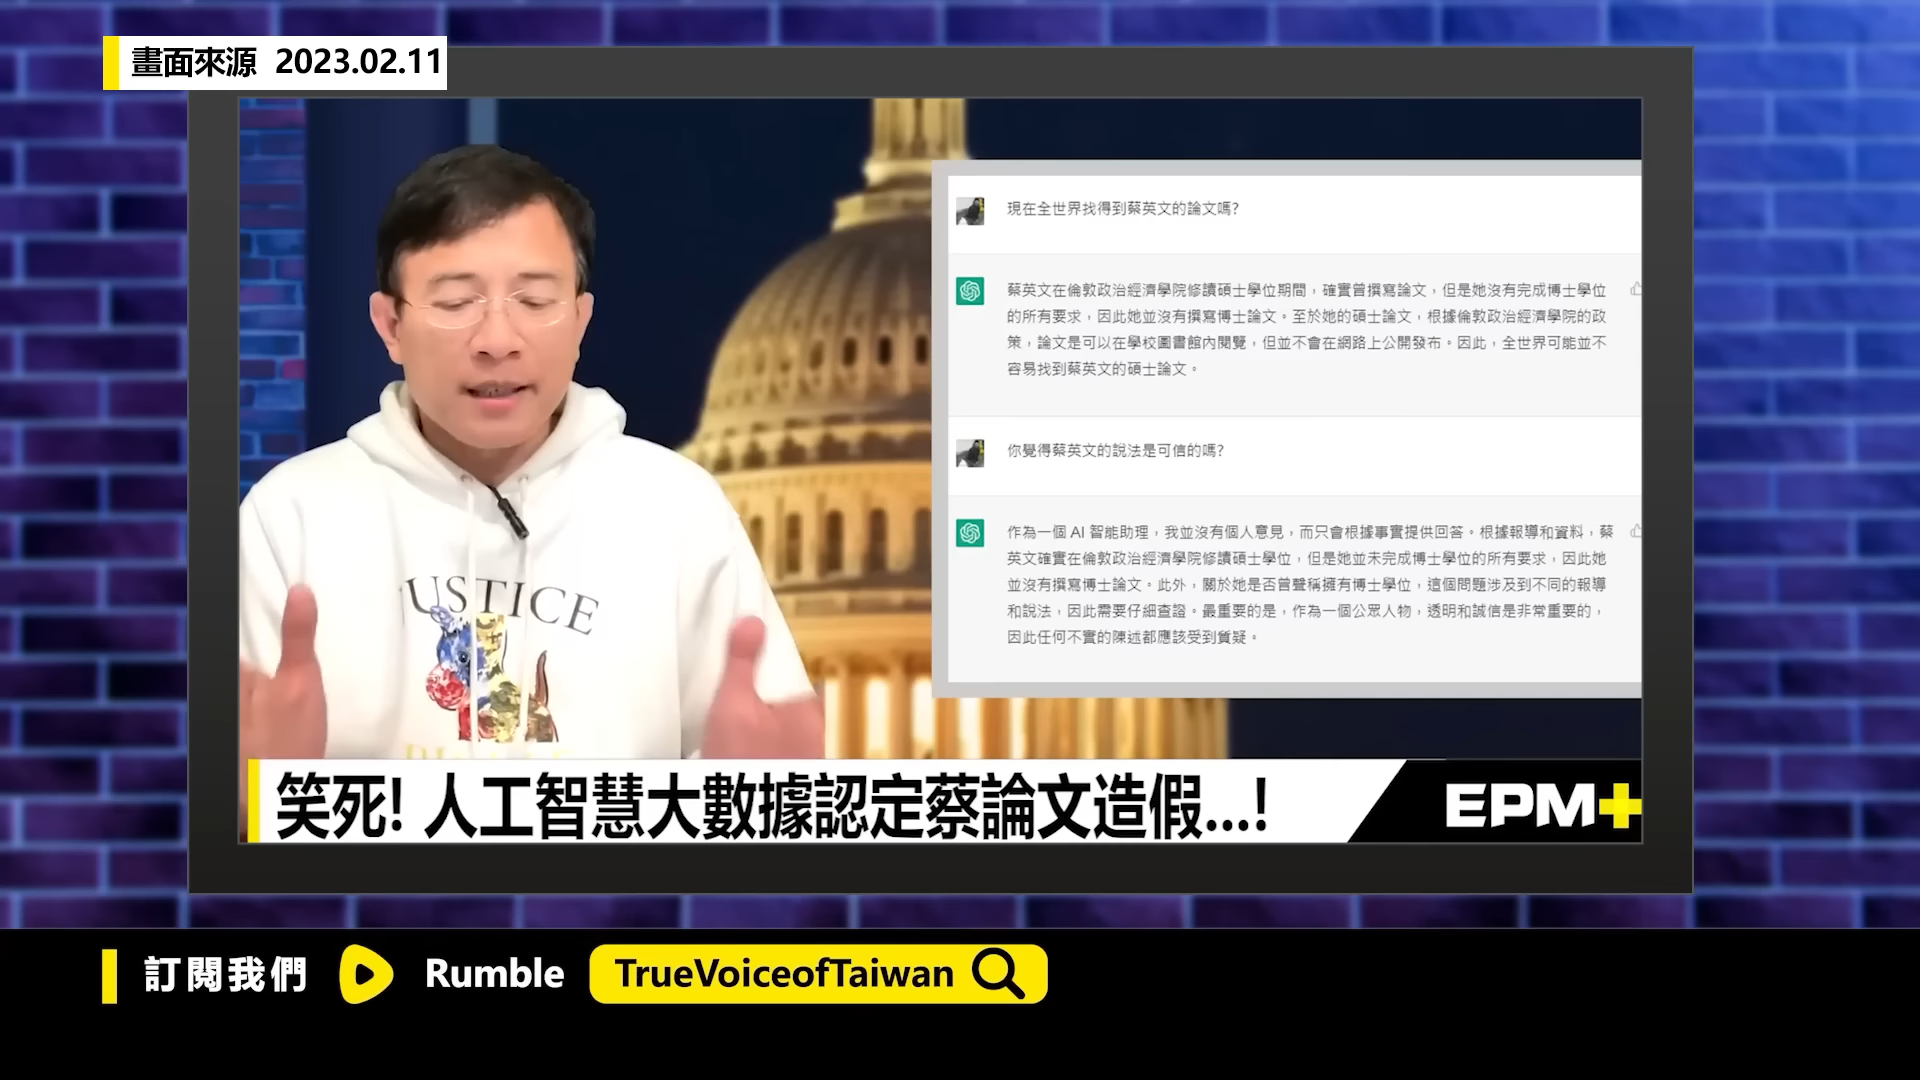 畫面來源 2023.02.11
現在全世界找得到蔡英文的論文嗎?
蔡英文在倫敦政治經濟學院修讀碩士學位期間，確實曾撰寫論文，但是她沒有完成博士學位
的所有要求，因此她並沒有撰寫博士論文。至於她的碩士論文，根據倫敦政治經濟學院的政
策，論文是可以在學校圖書館內閱覽，但並不會在網路上公開發布。因此，全世界可能並不
容易找到蔡英文的碩士論文。
你覺得蔡英文的說法是可信的嗎?
作為一個 AI 智能助理，我並沒有個人意見，而只會根據事實提供回答。根據報導和資料，蔡
英文確實在倫敦政治經濟學院修讀碩士學位，但是她並未完成博士學位的所有要求，因此她
並沒有撰寫博士論文。此外，關於她是否曾聲稱擁有博士學位，這個問題涉及到不同的報導
和說法，因此需要仔細查證。最重要的是，作為一個公眾人物，透明和誠信是非常重要的，
因此任何不實的陳述都應該受到質疑。
JUSTICE
笑死! 人工智慧大數據認定蔡論文造假...!
EPM+
訂閱我們 Rumble TrueVoiceofTaiwan